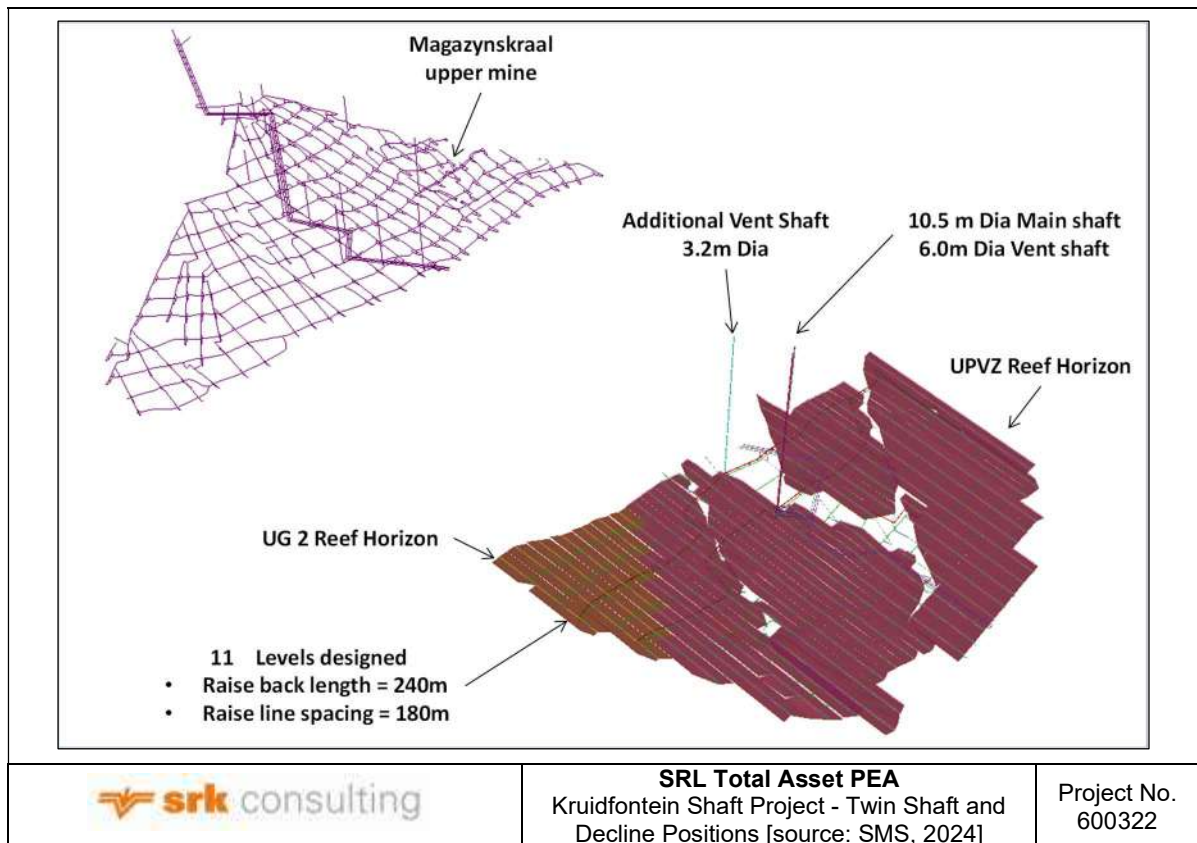 Magazynskraal
upper mine
Additional Vent Shaft
3.2m Dia
10.5 m Dia Main shaft
6.0m Dia Vent shaft
UPVZ Reef Horizon
UG 2 Reef Horizon
11 Levels designed
• Raise back length = 240m
• Raise line spacing = 180m
srk consulting
SRL Total Asset PEA
Kruidfontein Shaft Project - Twin Shaft and
Decline Positions [source: SMS, 2024]
Project No.
600322